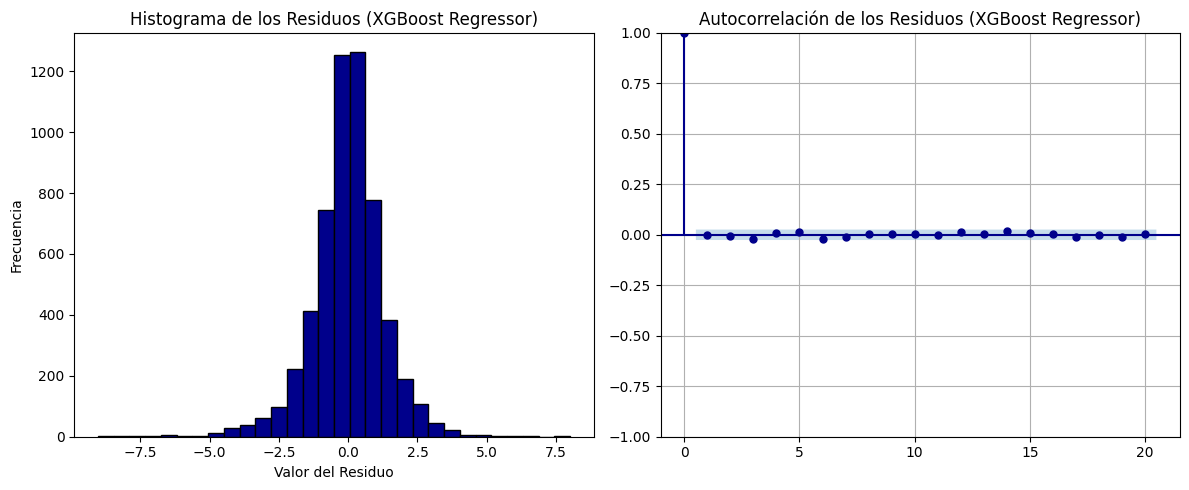 Histograma de los Residuos (XGBoost Regressor)
1200
1000
800
600
400
200
0
Frecuencia
−7.5 −5.0 −2.5 0.0 2.5 5.0 7.5
Valor del Residuo
Autocorrelación de los Residuos (XGBoost Regressor)
1.00
0.75
0.50
0.25
0.00
−0.25
−0.50
−0.75
−1.00
0 5 10 15 20